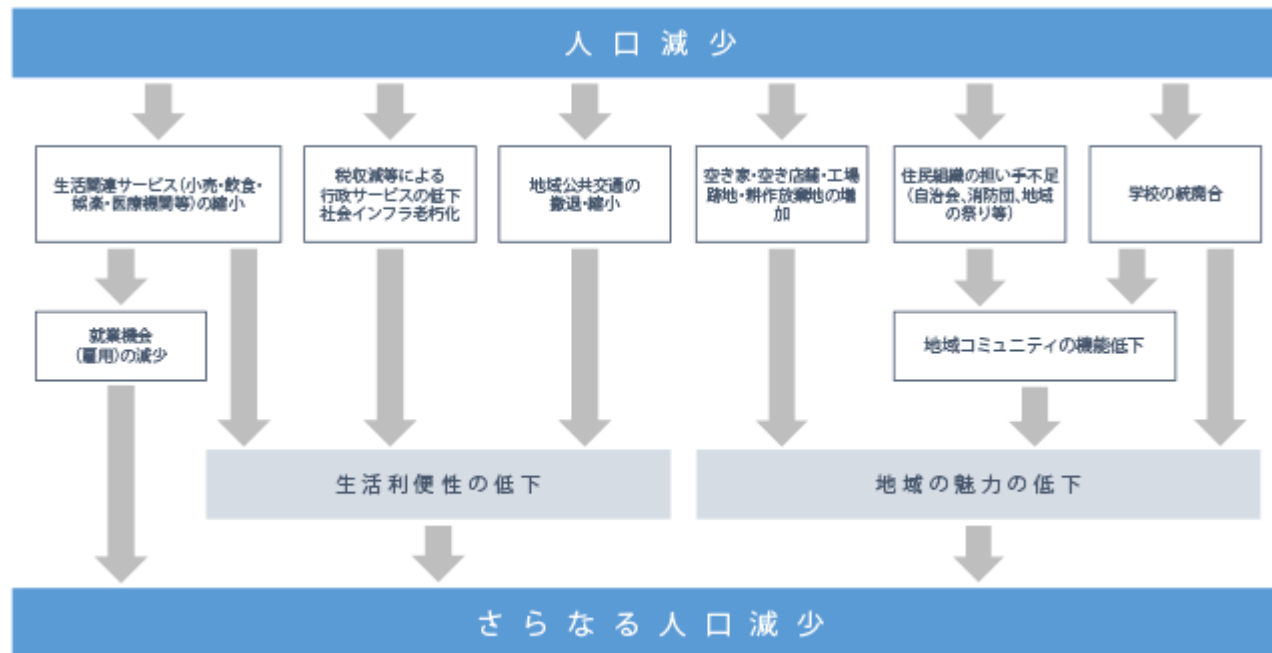 人口減少
生活関連サービス(小売・飲食・
娯楽・医療機関等)の縮小
税収減等による
行政サービスの低下
社会インフラ老朽化
地域公共交通の
撤退・縮小
空き家・空き店舗・工場
跡地・耕作放棄地の増
加
住民組織の担い手不足
(自治会、消防団、地域
の祭り等)
学校の統廃合
就業機会
(雇用)の減少
地域コミュニティの機能低下
生活利便性の低下
地域の魅力の低下
さらなる人口減少